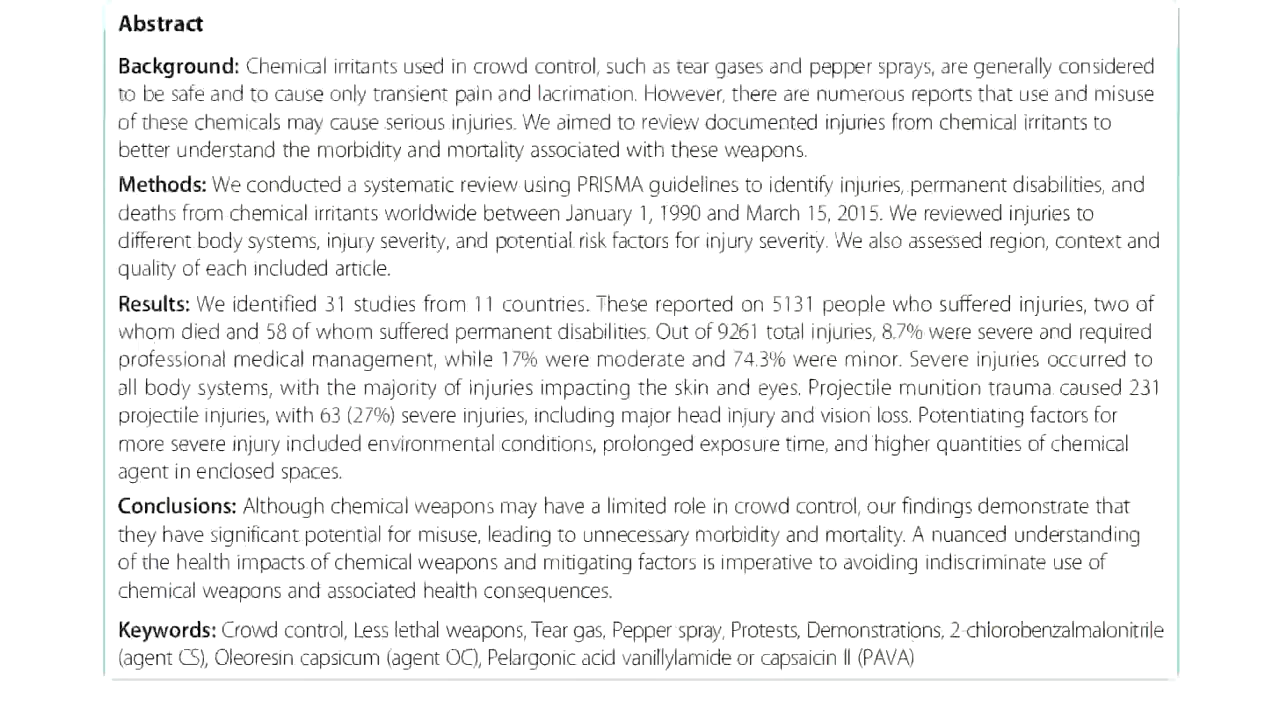 Abstract
Background: Chemical irritants used in crowd control, such as tear gases and pepper sprays, are generally considered
to be safe and to cause only transient pain and lacrimation. However, there are numerous reports that use and misuse
of these chemicals may cause serious injuries. We aimed to review documented injuries from chemical irritants to
better understand the morbidity and mortality associated with these weapons.
Methods: We conducted a systematic review using PRISMA guidelines to identify injuries, permanent disabilities, and
deaths from chemical irritants worldwide between January 1, 1990 and March 15, 2015. We reviewed injuries to
different body systems, injury severity, and potential risk factors for injury severity. We also assessed region, context and
quality of each included article.
Results: We identified 31 studies from 11 countries. These reported on 5131 people who suffered injuries, two of
whom died and 58 of whom suffered permanent disabilities. Out of 9261 total injuries, 8.7% were severe and required
professional medical management, while 17% were moderate and 74.3% were minor. Severe injuries occurred to
all body systems, with the majority of injuries impacting the skin and eyes. Projectile munition trauma caused 231
projectile injuries, with 63 (27%) severe injuries, including major head injury and vision loss. Potentiating factors for
more severe injury included environmental conditions, prolonged exposure time, and higher quantities of chemical
agent in enclosed spaces.
Conclusions: Although chemical weapons may have a limited role in crowd control, our findings demonstrate that
they have significant potential for misuse, leading to unnecessary morbidity and mortality. A nuanced understanding
of the health impacts of chemical weapons and mitigating factors is imperative to avoiding indiscriminate use of
chemical weapons and associated health consequences.
Keywords: Crowd control, Less lethal weapons, Tear gas, Pepper spray, Protests, Demonstrations, 2-chlorobenzalmalonitrile
(agent CS), Oleoresin capsicum (agent OC), Pelargonic acid vanillylamide or capsaicin II (PAVA)